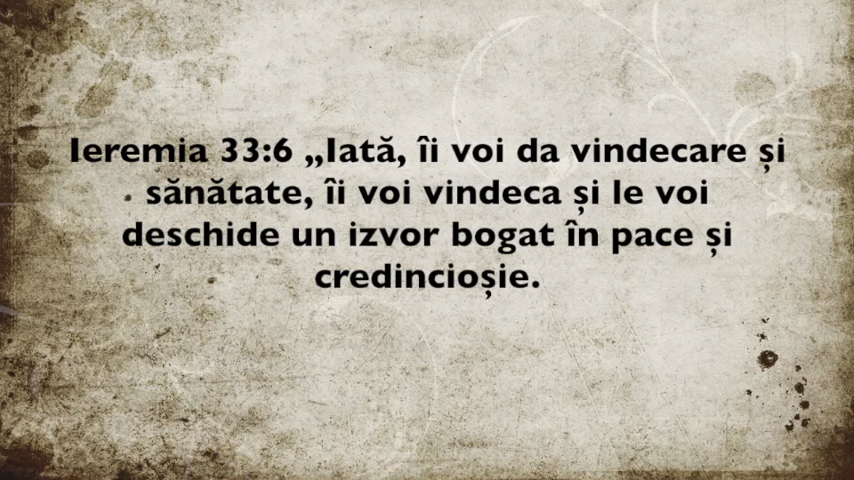 Ieremia 33:6 „Iată, îi voi da vindecare și
sănătate, îi voi vindeca și le voi
deschide un izvor bogat în pace și
credincioșie.